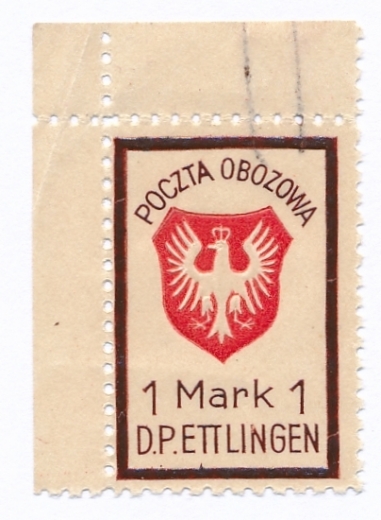 POCZTA OBOZOWA
1 Mark 1
D.P. ETTLINGEN